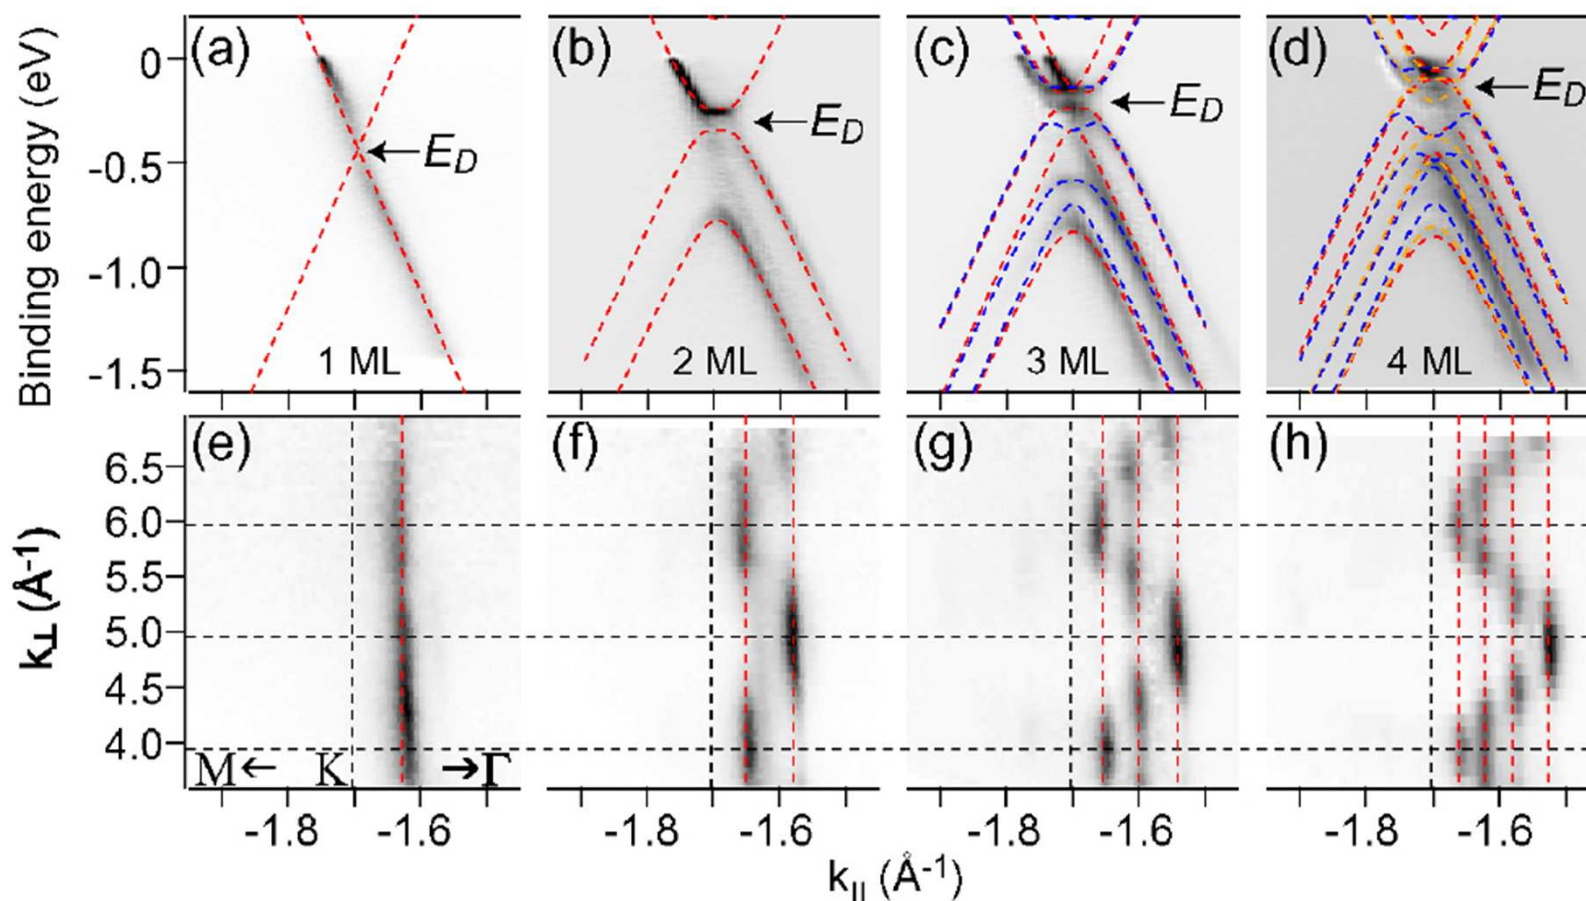 (a) (b) (c) (d)
Binding energy (eV)
0
-0.5
-1.0
-1.5
E_D E_D E_D E_D
1 ML 2 ML 3 ML 4 ML
(e) (f) (g) (h)
k⊥ (Å⁻¹)
6.5
6.0
5.5
5.0
4.5
4.0
M← K →Γ
-1.8 -1.6 -1.8 -1.6 -1.8 -1.6 -1.8 -1.6
k|| (Å⁻¹)